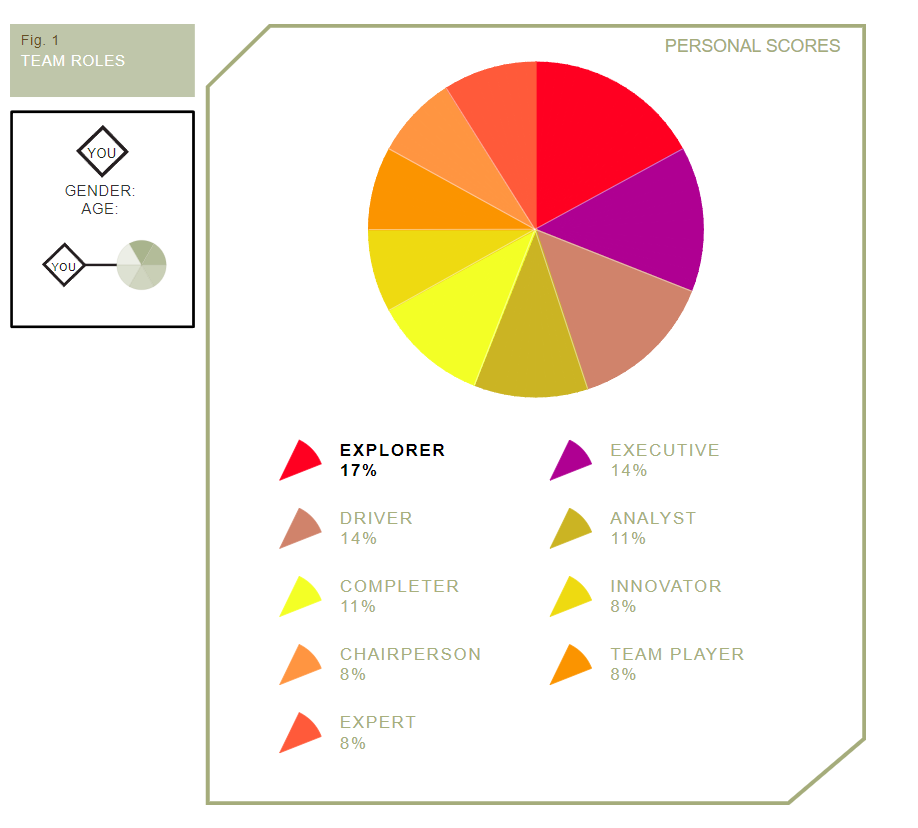 Fig. 1
TEAM ROLES
YOU
GENDER:
AGE:
YOU
PERSONAL SCORES
EXPLORER
17%
EXECUTIVE
14%
DRIVER
14%
ANALYST
11%
COMPLETER
11%
INNOVATOR
8%
CHAIRPERSON
8%
TEAM PLAYER
8%
EXPERT
8%